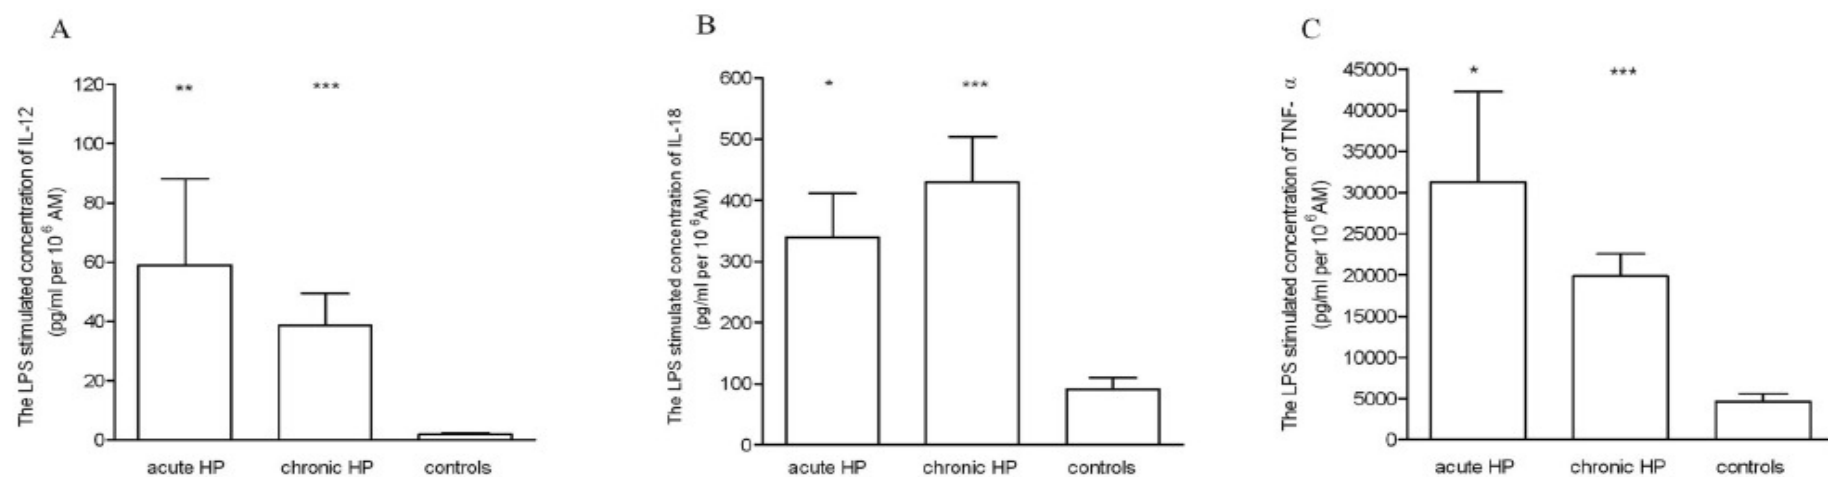 A
The LPS stimulated concentration of IL-12
(pg/ml per 10⁶ AM)
120
100
80
60
40
20
0
**
***
acute HP
chronic HP
controls
B
The LPS stimulated concentration of IL-18
(pg/ml per 10⁶AM)
600
500
400
300
200
100
0
*
***
acute HP
chronic HP
controls
C
The LPS stimulated concentration of TNF- α
(pg/ml per 10⁶AM)
45000
40000
35000
30000
25000
20000
15000
10000
5000
0
*
***
acute HP
chronic HP
controls